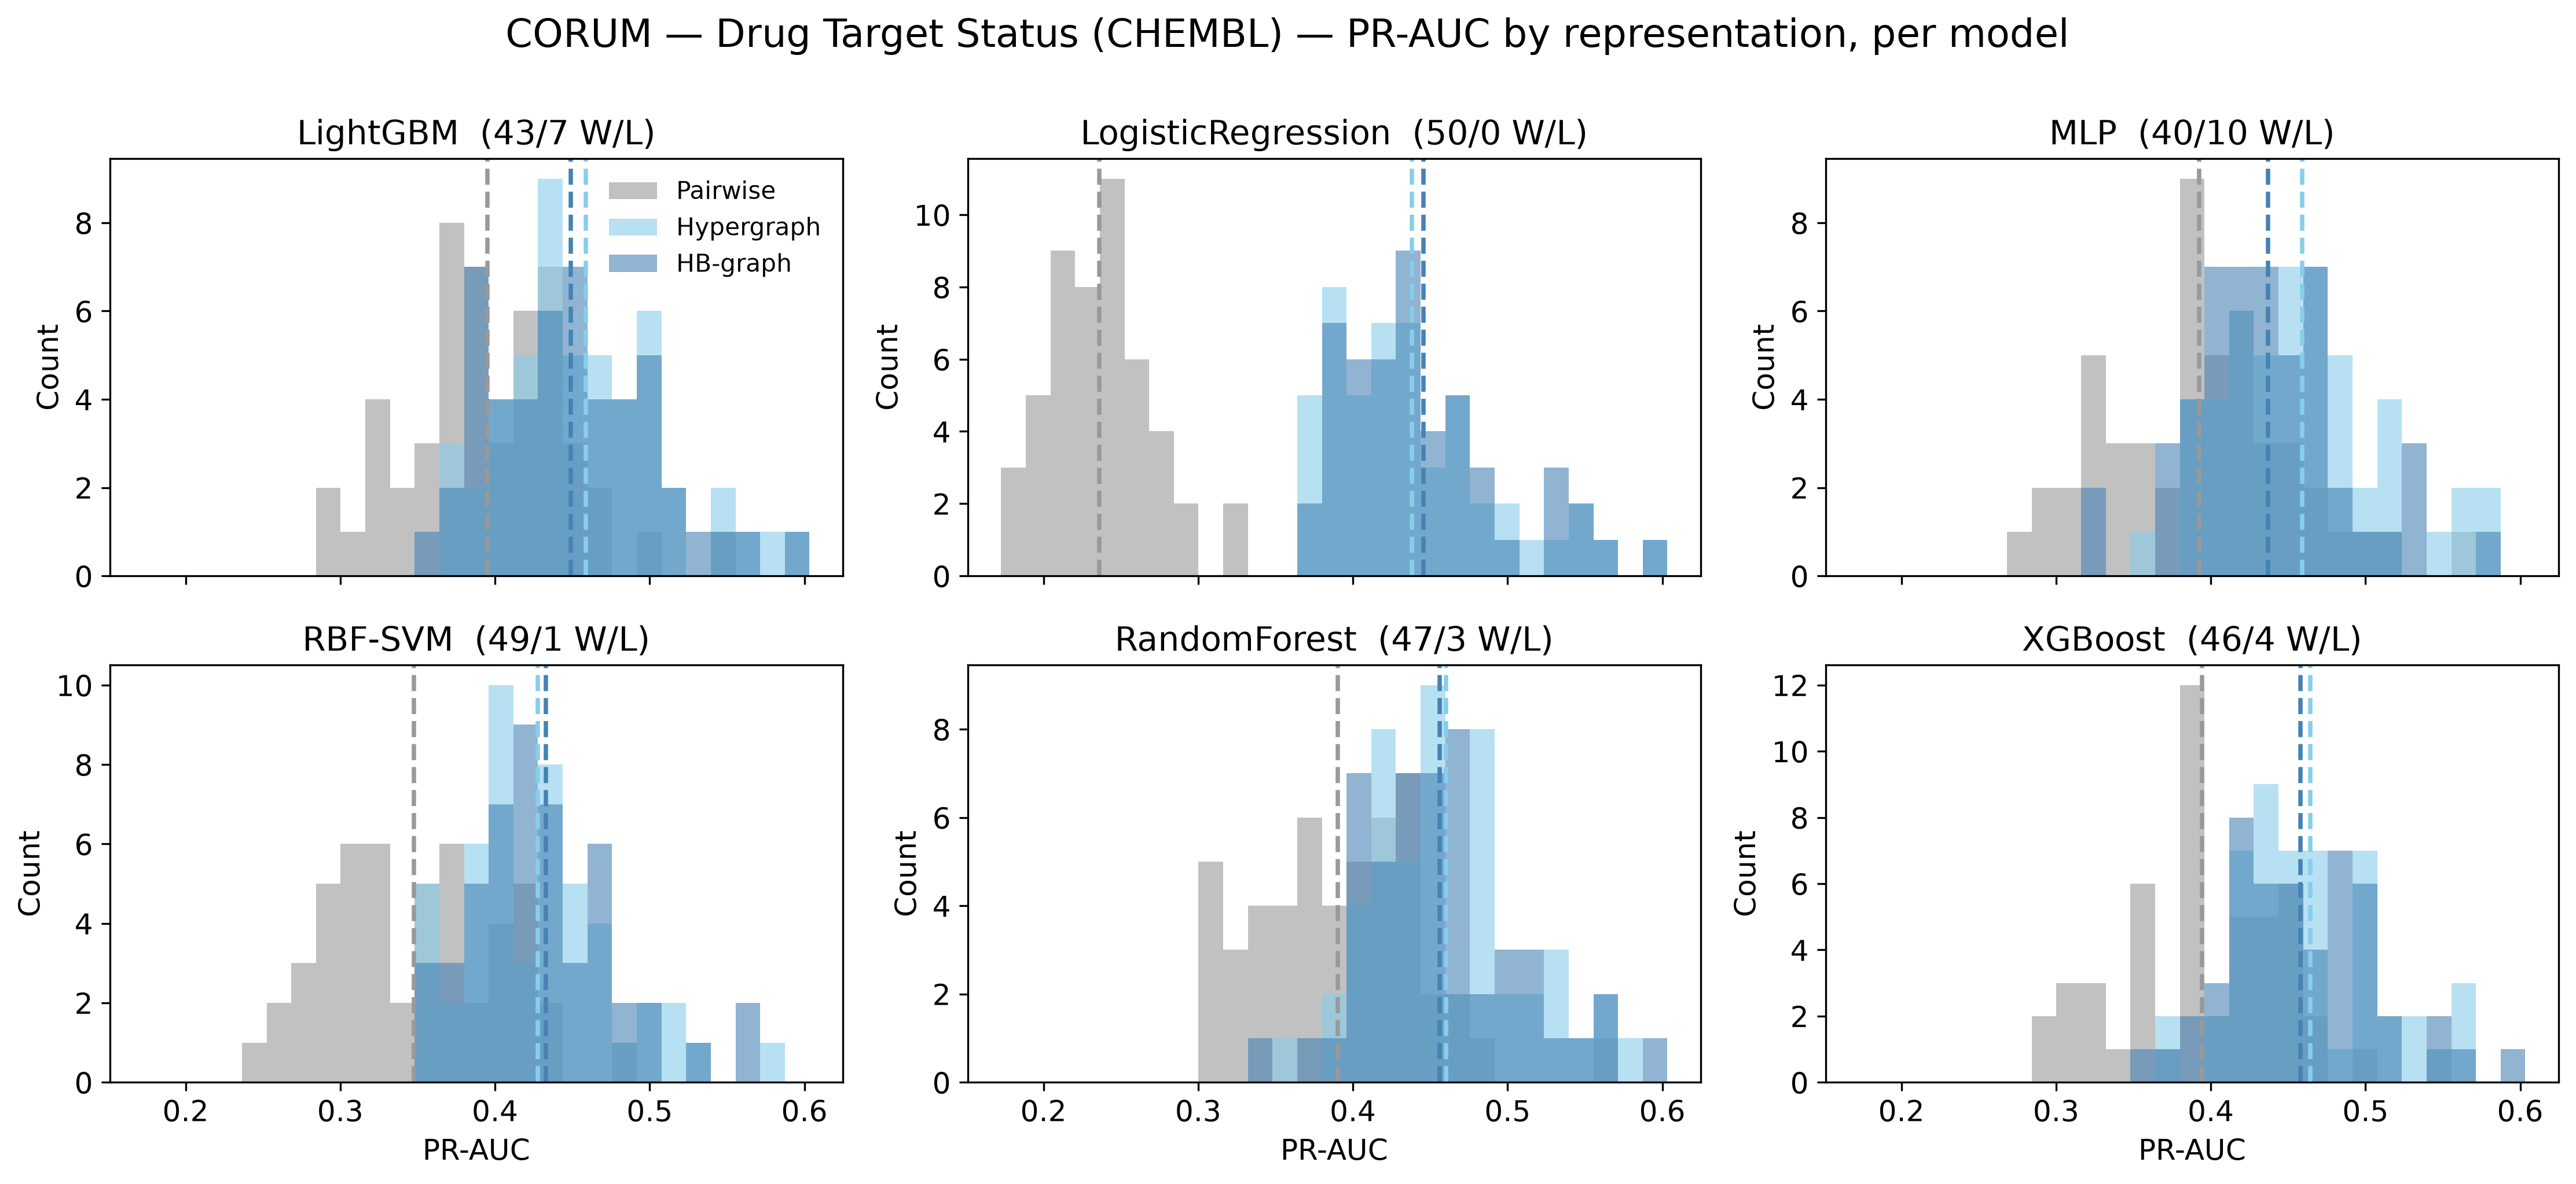 CORUM — Drug Target Status (CHEMBL) — PR-AUC by representation, per model
LightGBM (43/7 W/L)
Count
8
6
4
2
0
Pairwise
Hypergraph
HB-graph
LogisticRegression (50/0 W/L)
Count
10
8
6
4
2
0
MLP (40/10 W/L)
Count
8
6
4
2
0
RBF-SVM (49/1 W/L)
Count
10
8
6
4
2
0
0.2 0.3 0.4 0.5 0.6
PR-AUC
RandomForest (47/3 W/L)
Count
8
6
4
2
0
0.2 0.3 0.4 0.5 0.6
PR-AUC
XGBoost (46/4 W/L)
Count
12
10
8
6
4
2
0
0.2 0.3 0.4 0.5 0.6
PR-AUC